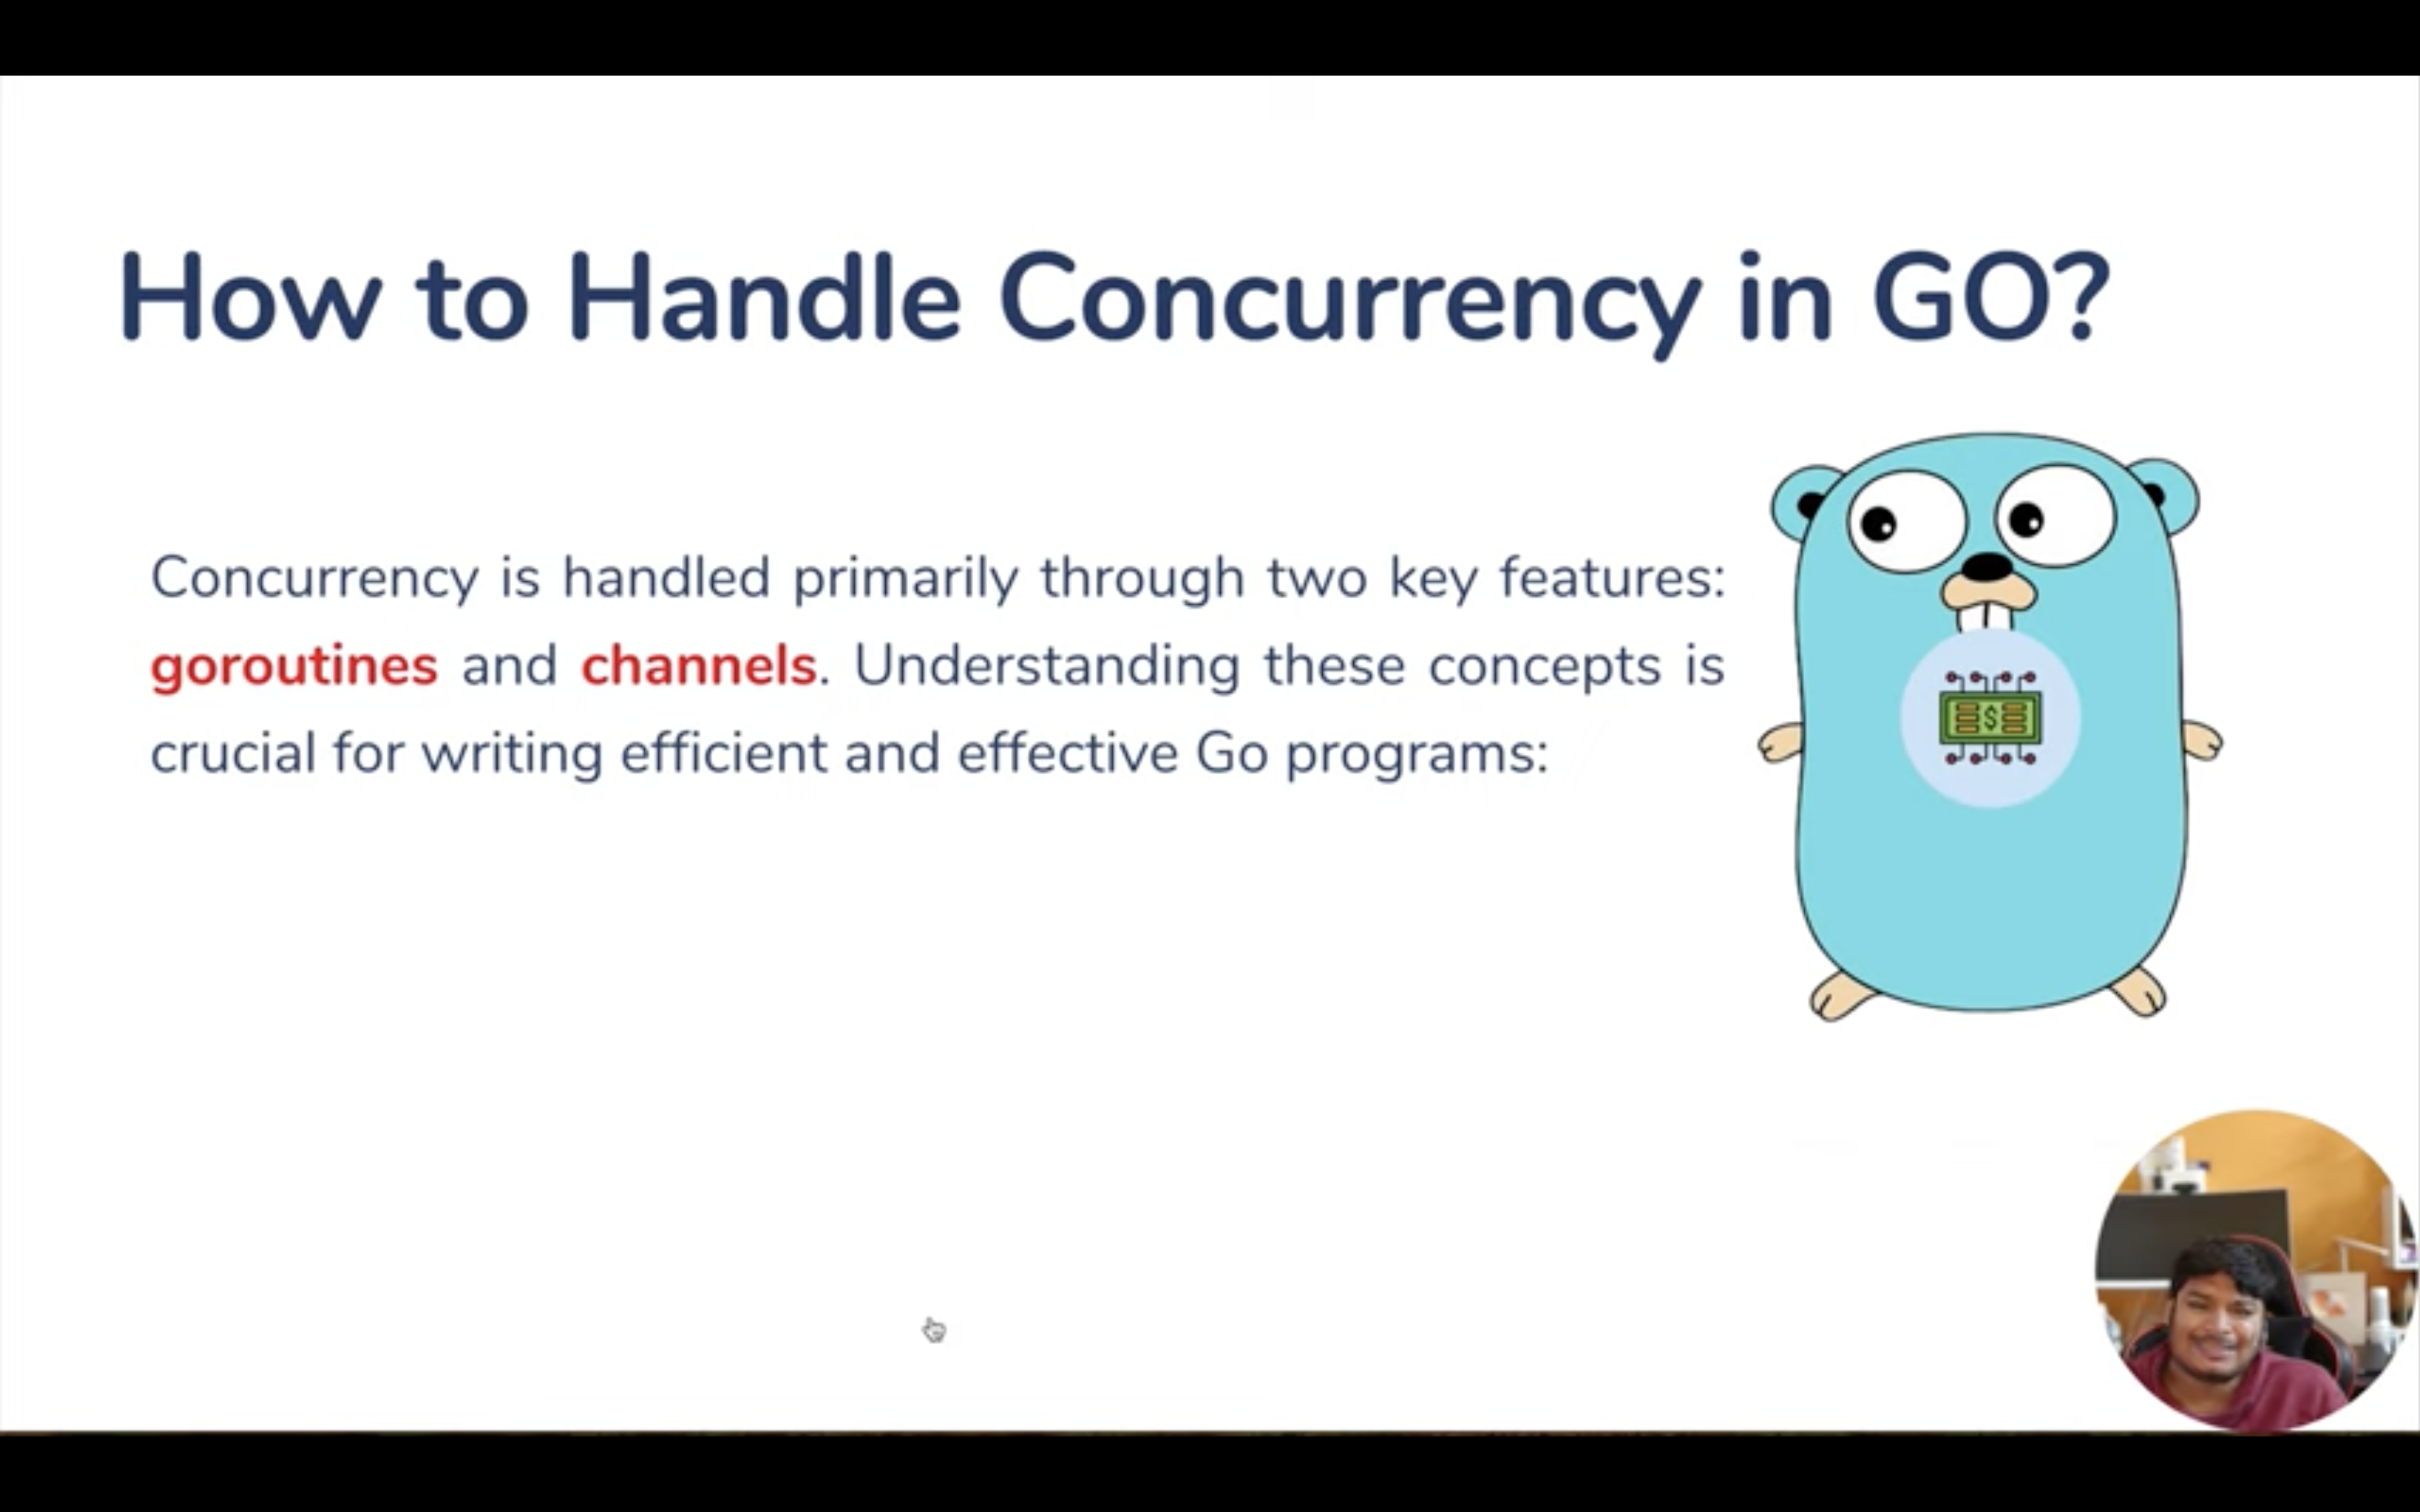 How to Handle Concurrency in GO?
Concurrency is handled primarily through two key features:
goroutines and channels. Understanding these concepts is
crucial for writing efficient and effective Go programs:
$